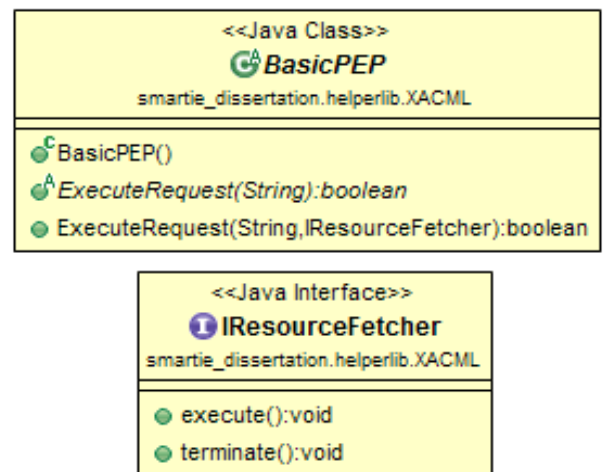 <<Java Class>>
BasicPEP
smartie_dissertation.helperlib.XACML
BasicPEP()
ExecuteRequest(String):boolean
ExecuteRequest(String,IResourceFetcher):boolean
<<Java Interface>>
IResourceFetcher
smartie_dissertation.helperlib.XACML
execute():void
terminate():void